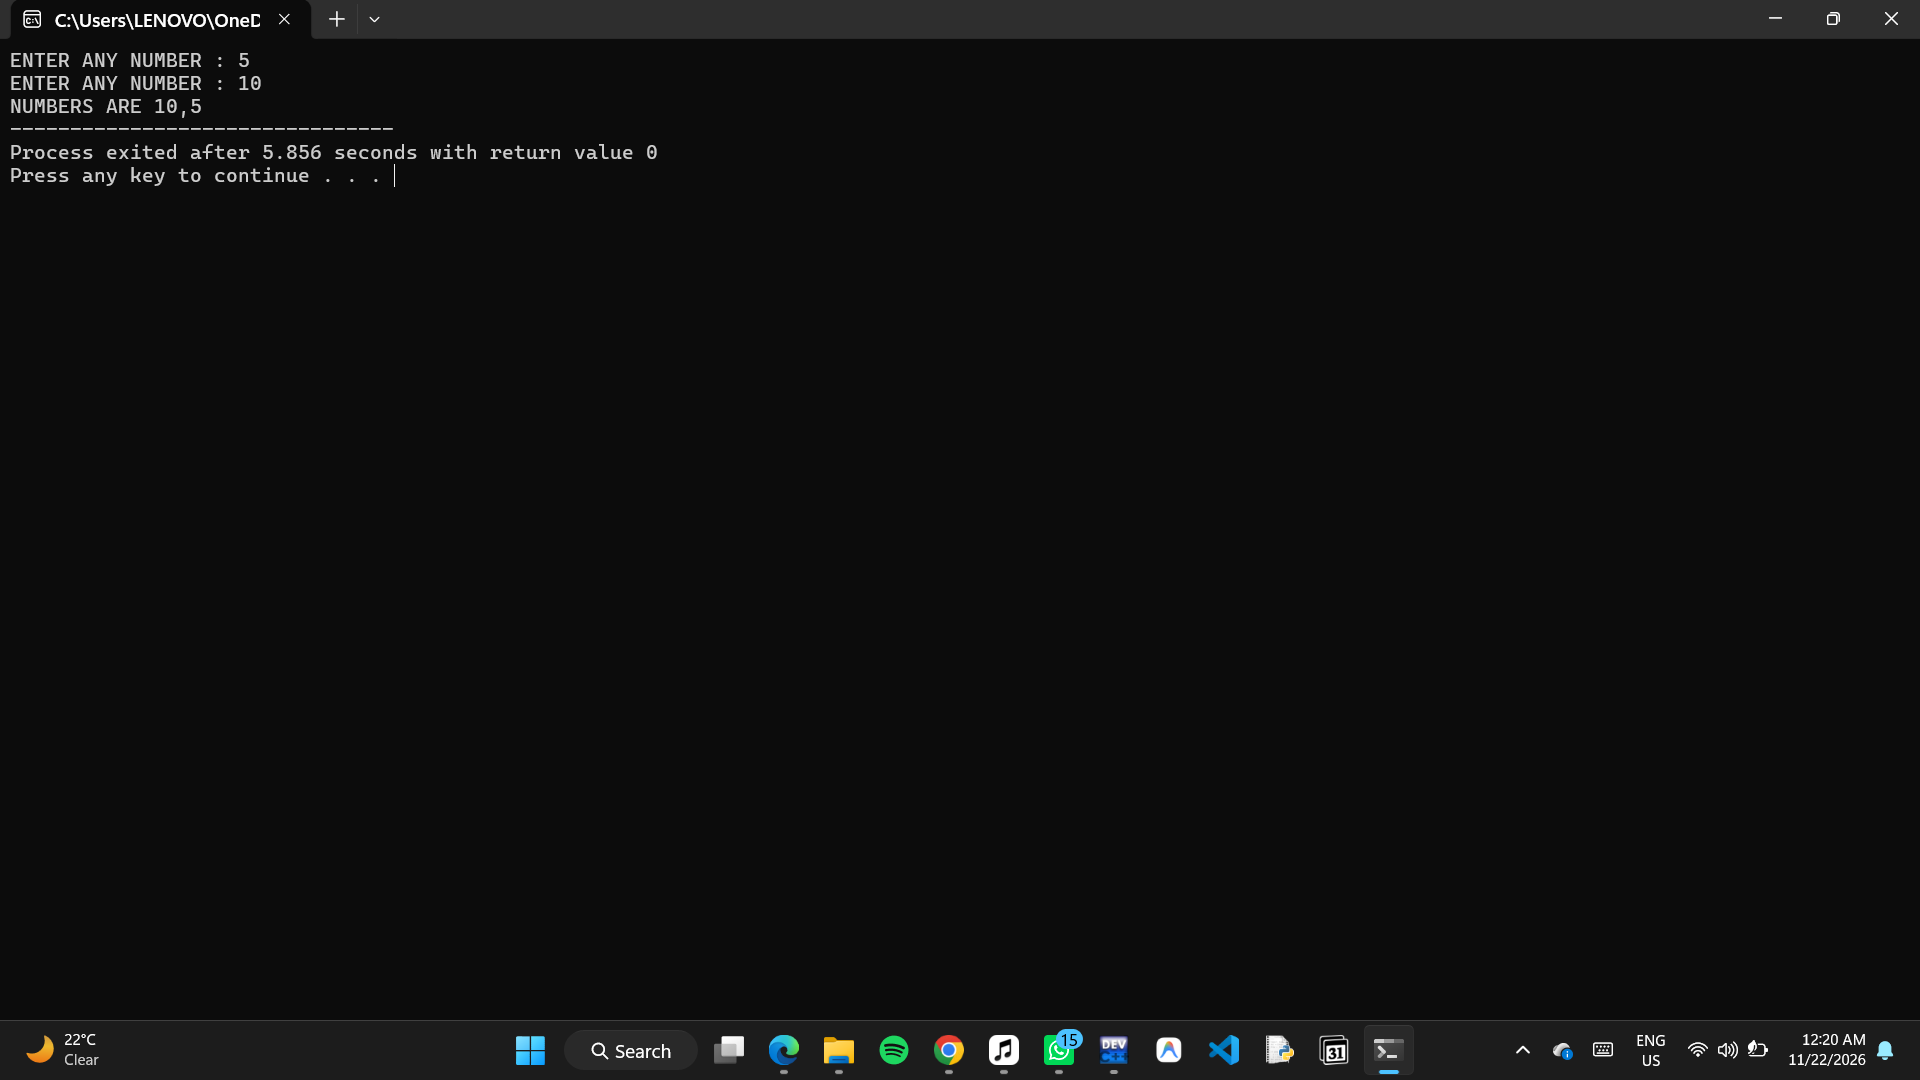 C:\Users\LENOVO\OneD
ENTER ANY NUMBER : 5
ENTER ANY NUMBER : 10
NUMBERS ARE 10,5
--------------------------------
Process exited after 5.856 seconds with return value 0
Press any key to continue . . .
22°C
Clear
Search
15
DEV
C++
31
ENG
US
12:20 AM
11/22/2026